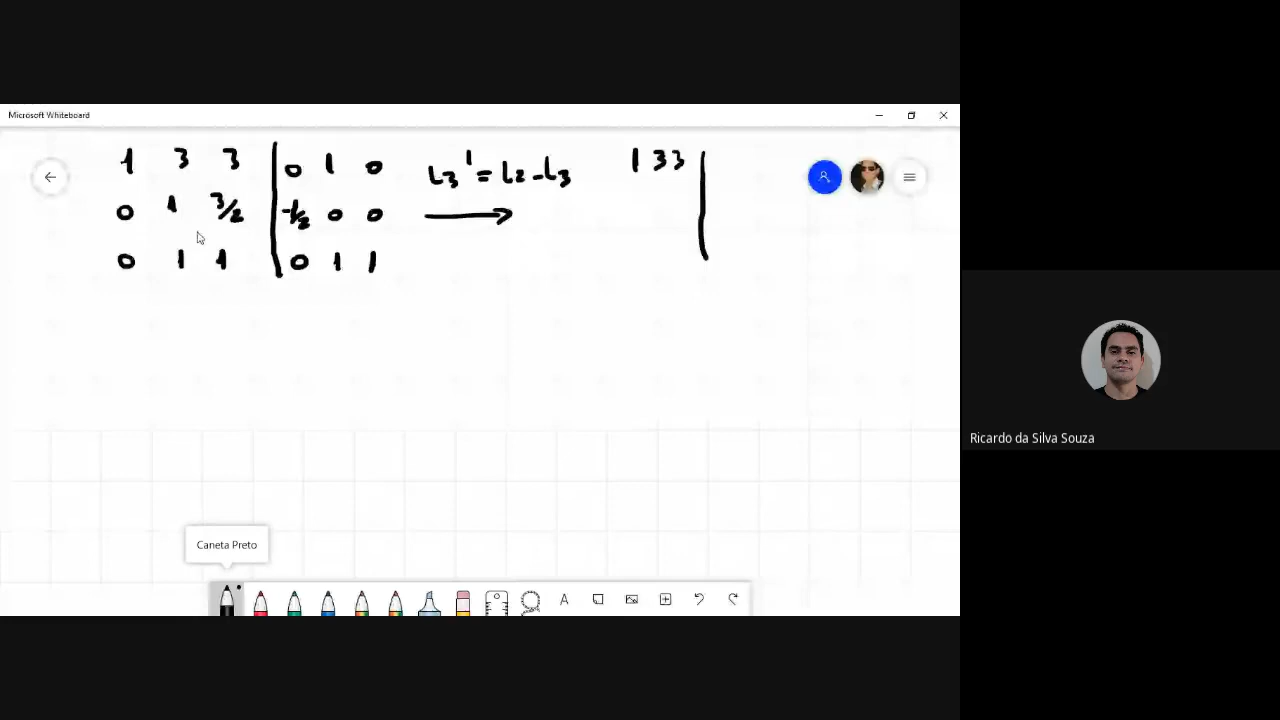 Microsoft Whiteboard
1 3 3 | 0 1 0 L3' = L2 - L3 1 3 3 |
0 1 3/2 | -1/2 0 0 →
0 1 1 | 0 1 1
Ricardo da Silva Souza
Caneta Preto
A